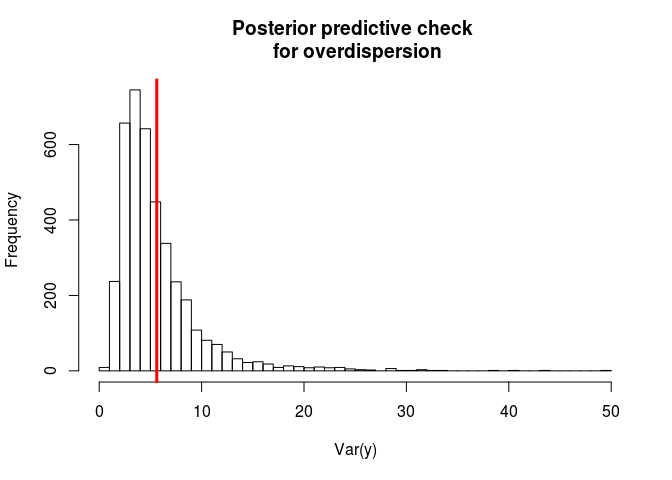 Posterior predictive check
for overdispersion
Frequency
600
400
200
0
0 10 20 30 40 50
Var(y)